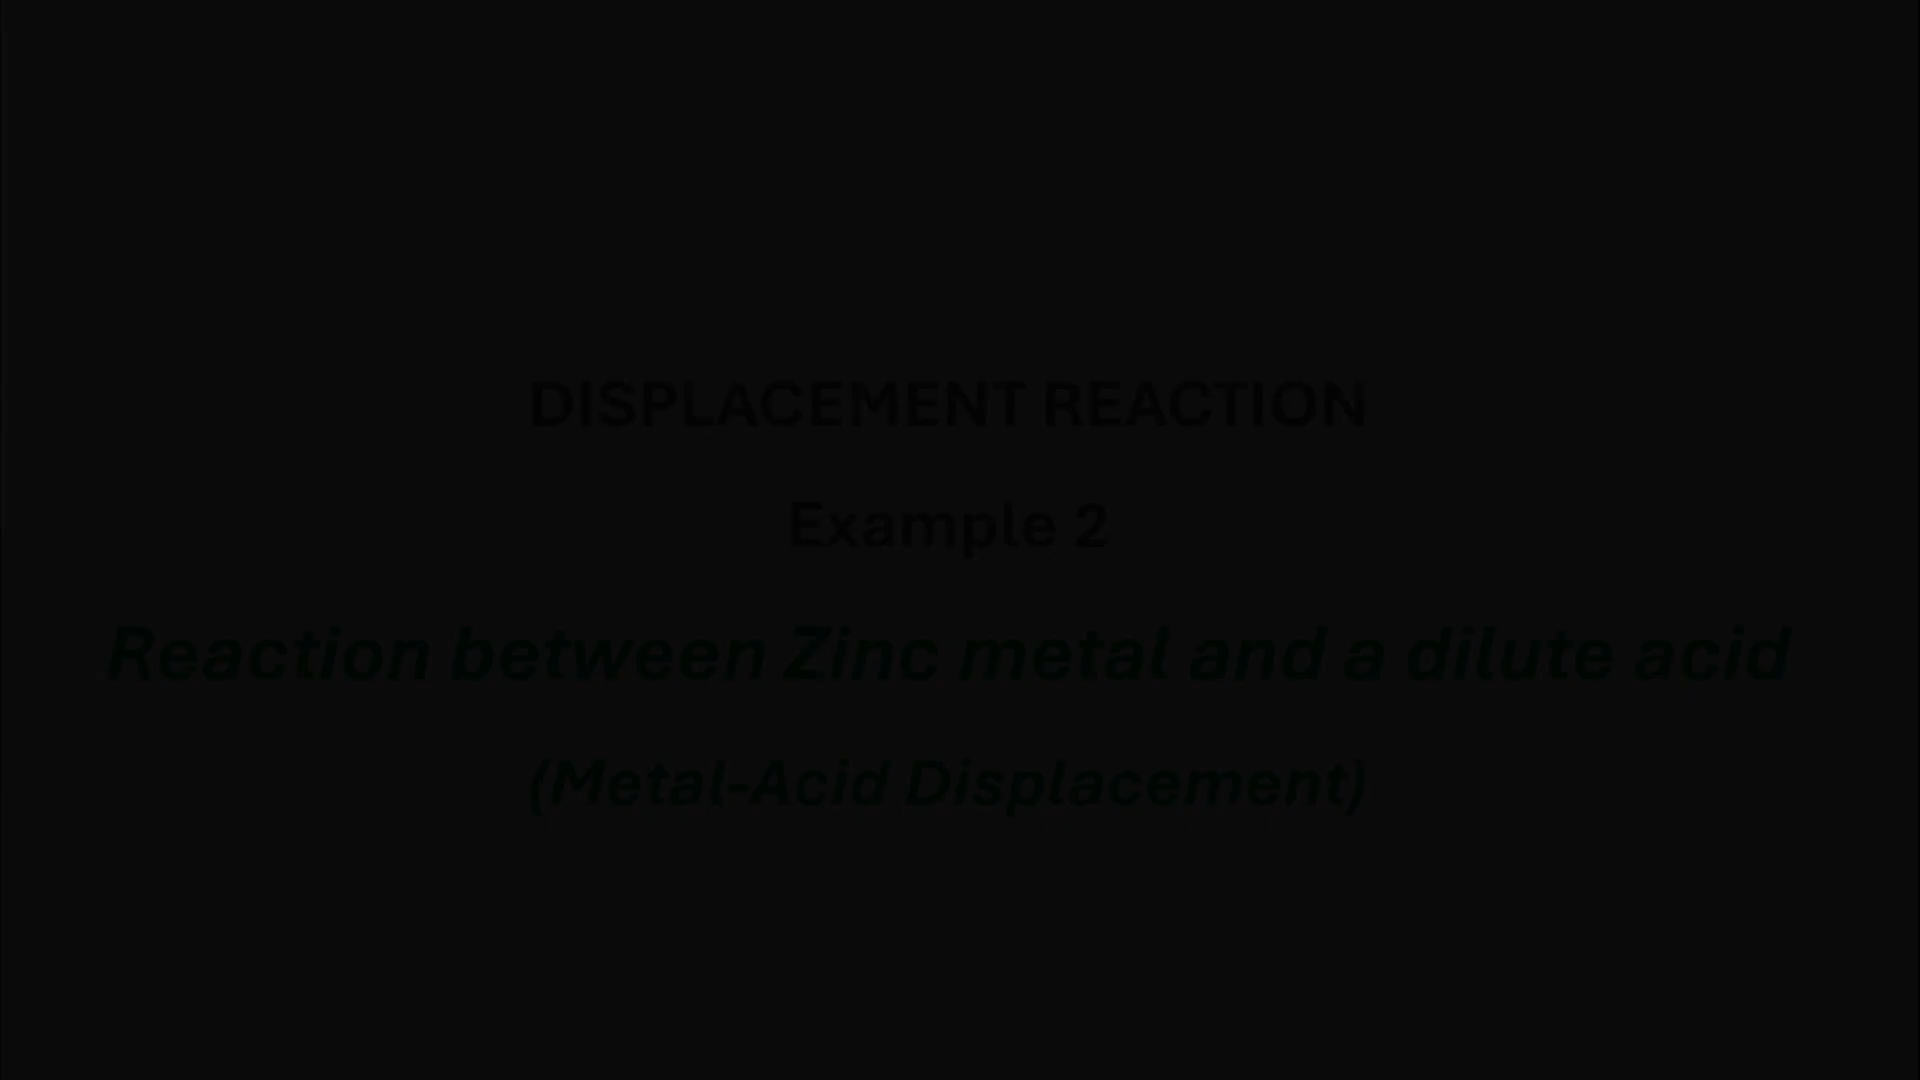 DISPLACEMENT REACTION
Example 2
Reaction between Zinc metal and a dilute acid
(Metal-Acid Displacement)